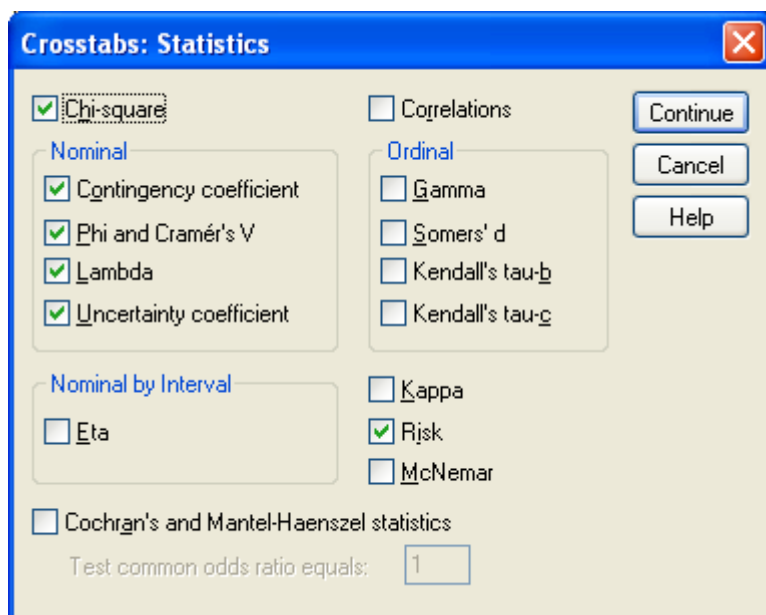 Crosstabs: Statistics
Chi-square
Correlations
Continue
Nominal
Ordinal
Cancel
Contingency coefficient
Gamma
Help
Phi and Cramér's V
Somers' d
Lambda
Kendall's tau-b
Uncertainty coefficient
Kendall's tau-c
Nominal by Interval
Kappa
Eta
Risk
McNemar
Cochran's and Mantel-Haenszel statistics
Test common odds ratio equals: 1